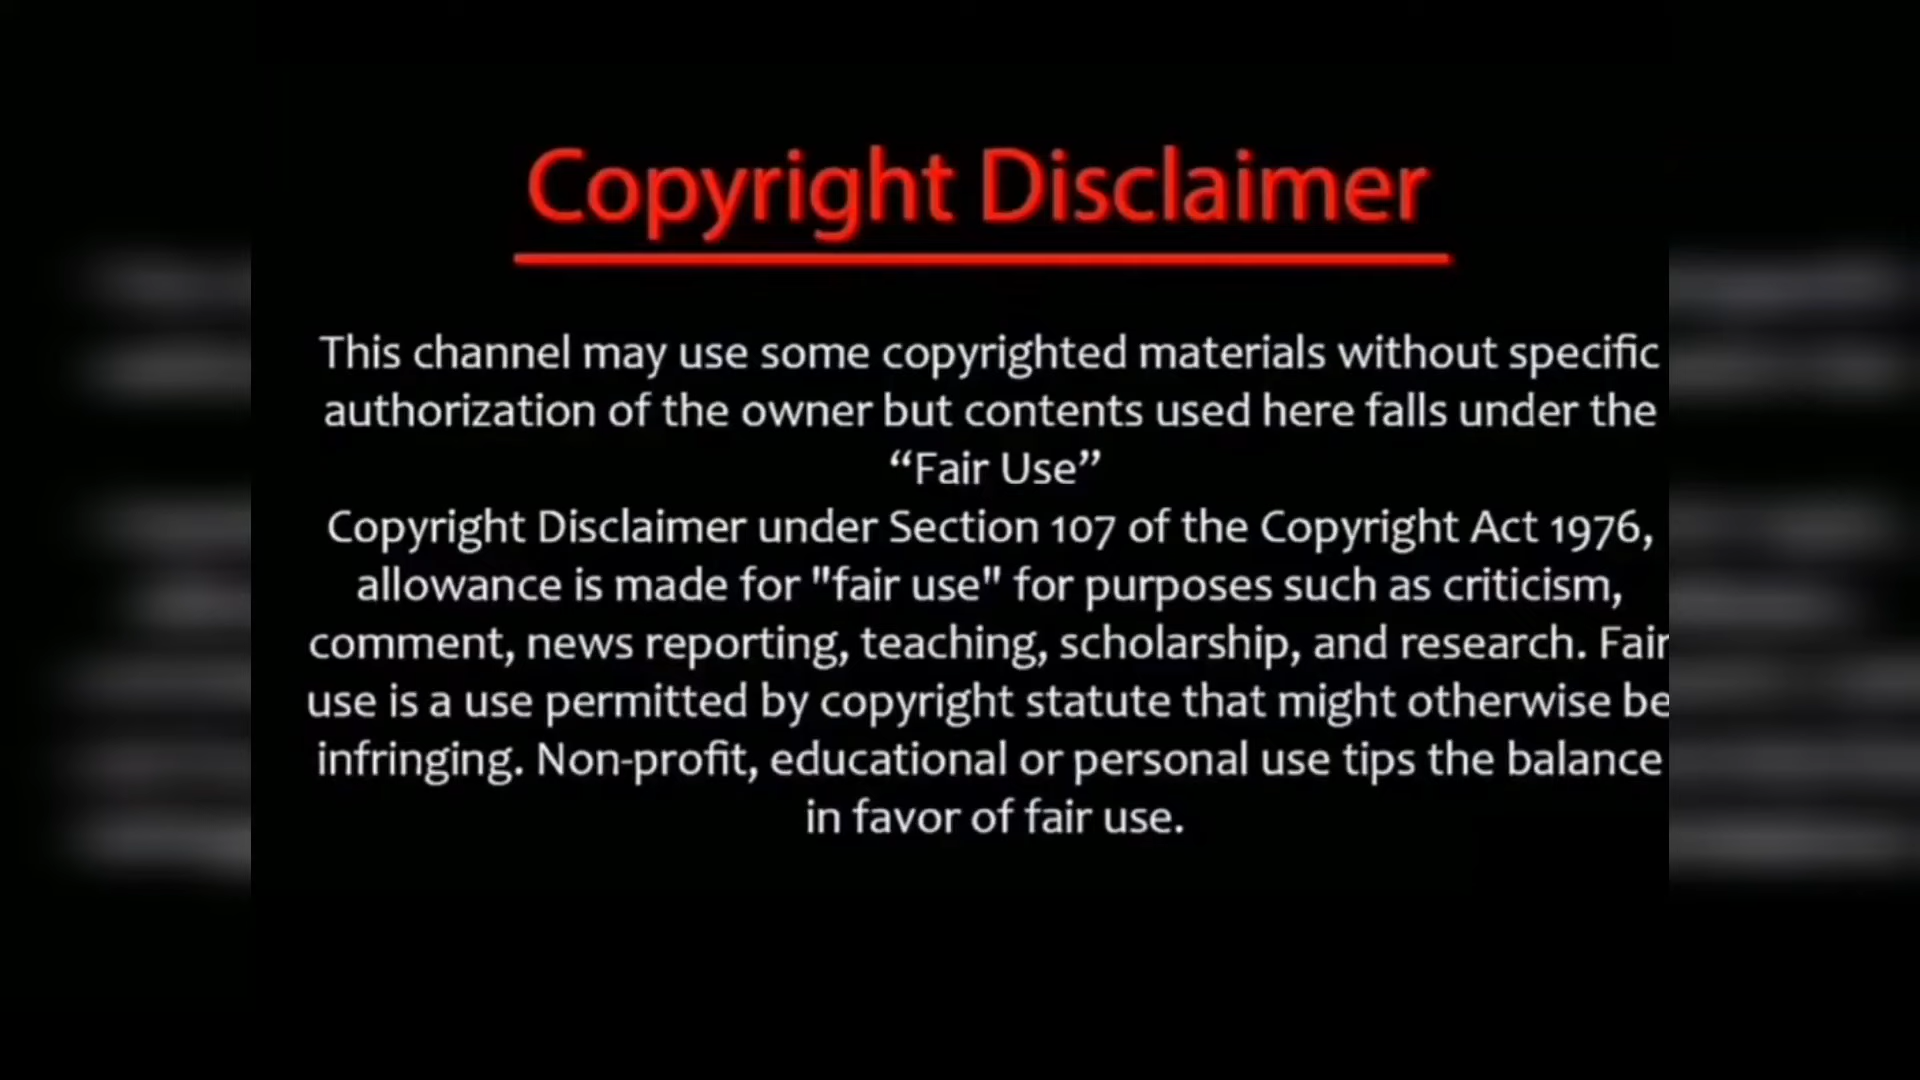 Copyright Disclaimer
This channel may use some copyrighted materials without specific
authorization of the owner but contents used here falls under the
“Fair Use”
Copyright Disclaimer under Section 107 of the Copyright Act 1976,
allowance is made for "fair use" for purposes such as criticism,
comment, news reporting, teaching, scholarship, and research. Fair
use is a use permitted by copyright statute that might otherwise be
infringing. Non-profit, educational or personal use tips the balance
in favor of fair use.